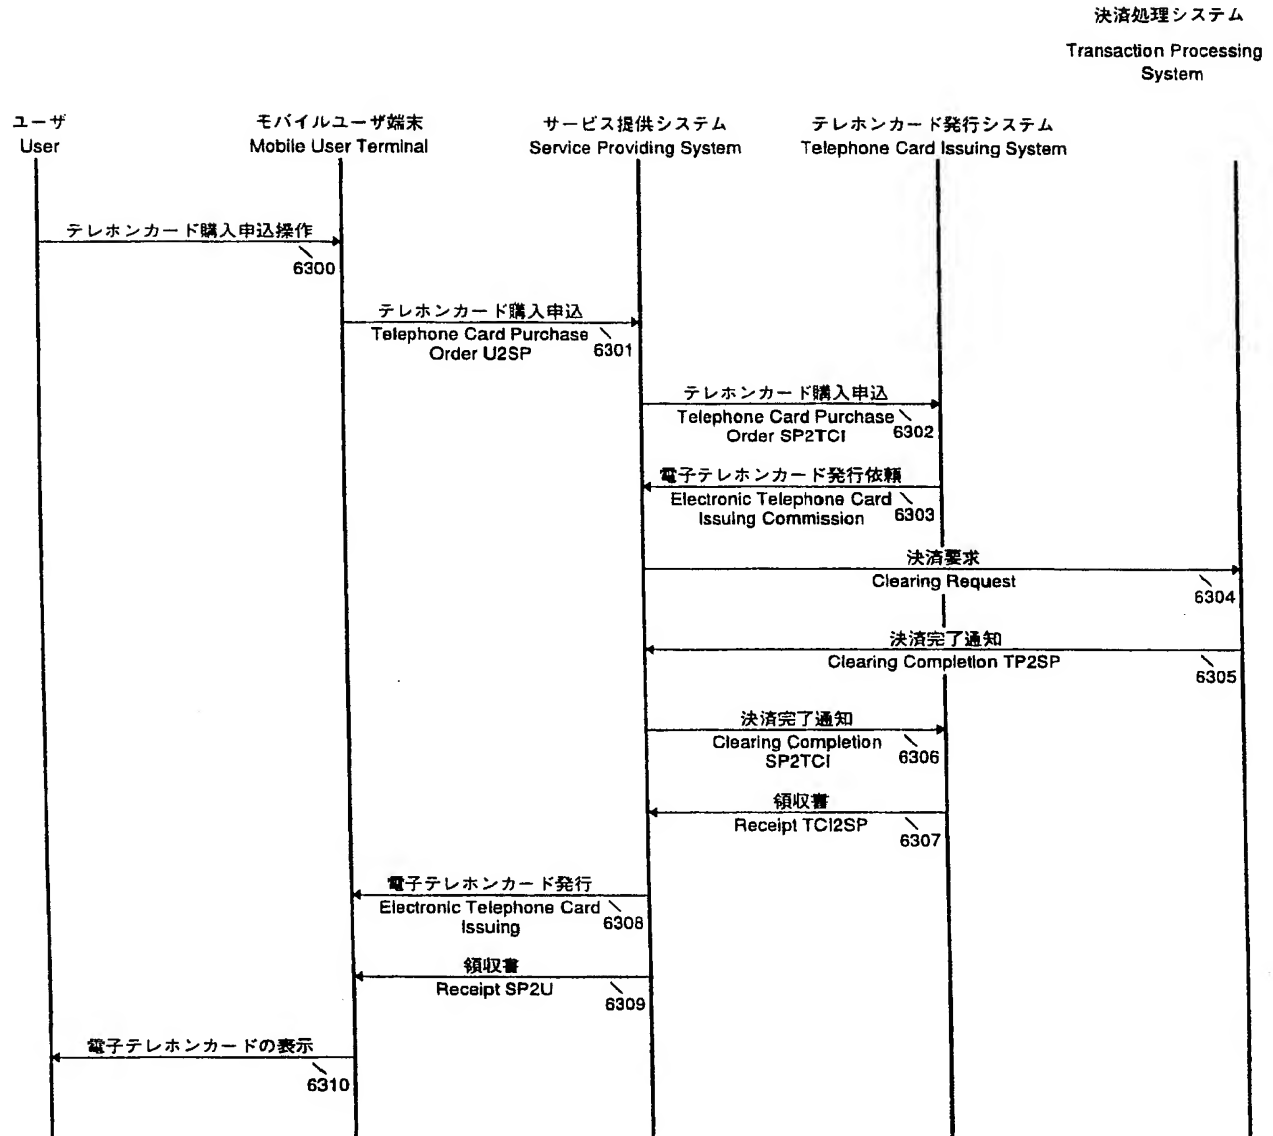 決済処理システム
Transaction Processing
System
ユーザ
User
モバイルユーザ端末
Mobile User Terminal
サービス提供システム
Service Providing System
テレホンカード発行システム
Telephone Card Issuing System
テレホンカード購入申込操作
6300
テレホンカード購入申込
Telephone Card Purchase
Order U2SP
6301
テレホンカード購入申込
Telephone Card Purchase
Order SP2TCI
6302
電子テレホンカード発行依頼
Electronic Telephone Card
Issuing Commission
6303
決済要求
Clearing Request
6304
決済完了通知
Clearing Completion TP2SP
6305
決済完了通知
Clearing Completion
SP2TCI
6306
領収書
Receipt TCI2SP
6307
電子テレホンカード発行
Electronic Telephone Card
Issuing
6308
領収書
Receipt SP2U
6309
電子テレホンカードの表示
6310